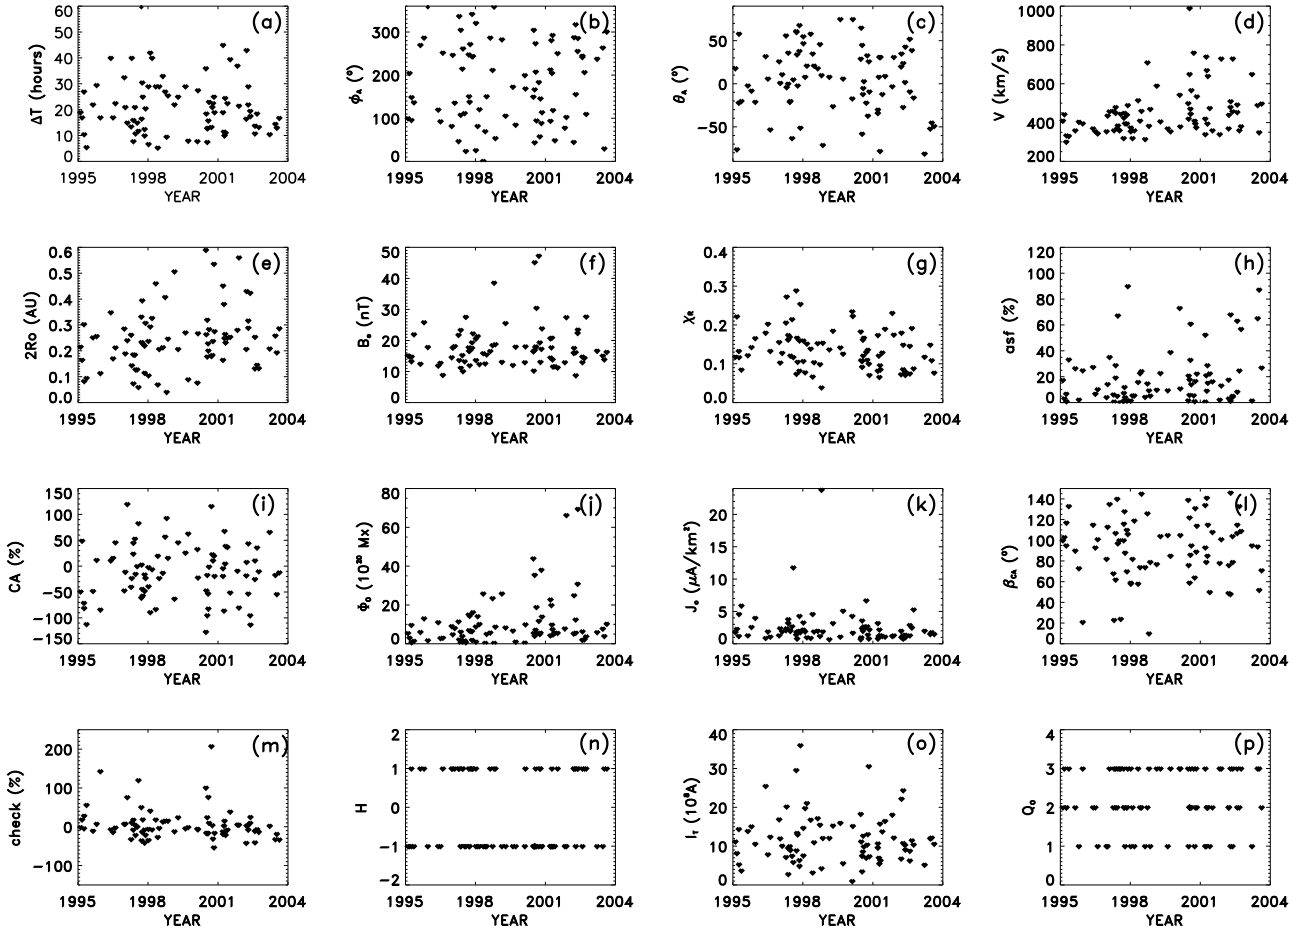 (a)
ΔT (hours)
60
50
40
30
20
10
0
1995 1998 2001 2004
YEAR
(b)
ϕA (°)
300
200
100
0
1995 1998 2001 2004
YEAR
(c)
θA (°)
50
0
−50
1995 1998 2001 2004
YEAR
(d)
V (km/s)
1000
800
600
400
200
1995 1998 2001 2004
YEAR
(e)
2Ro (AU)
0.6
0.5
0.4
0.3
0.2
0.1
0.0
1995 1998 2001 2004
YEAR
(f)
Bo (nT)
50
40
30
20
10
0
1995 1998 2001 2004
YEAR
(g)
χR
0.4
0.3
0.2
0.1
0.0
1995 1998 2001 2004
YEAR
(h)
asf (%)
120
100
80
60
40
20
0
1995 1998 2001 2004
YEAR
(i)
CA (%)
150
100
50
0
−50
−100
−150
1995 1998 2001 2004
YEAR
(j)
Φo (10²⁰ Mx)
80
60
40
20
0
1995 1998 2001 2004
YEAR
(k)
Jo (μA/km²)
20
15
10
5
0
1995 1998 2001 2004
YEAR
(l)
βCA (°)
140
120
100
80
60
40
20
0
1995 1998 2001 2004
YEAR
(m)
check (%)
200
100
0
−100
1995 1998 2001 2004
YEAR
(n)
H
2
1
0
−1
−2
1995 1998 2001 2004
YEAR
(o)
IT (10⁸A)
40
30
20
10
0
1995 1998 2001 2004
YEAR
(p)
Qo
4
3
2
1
0
1995 1998 2001 2004
YEAR